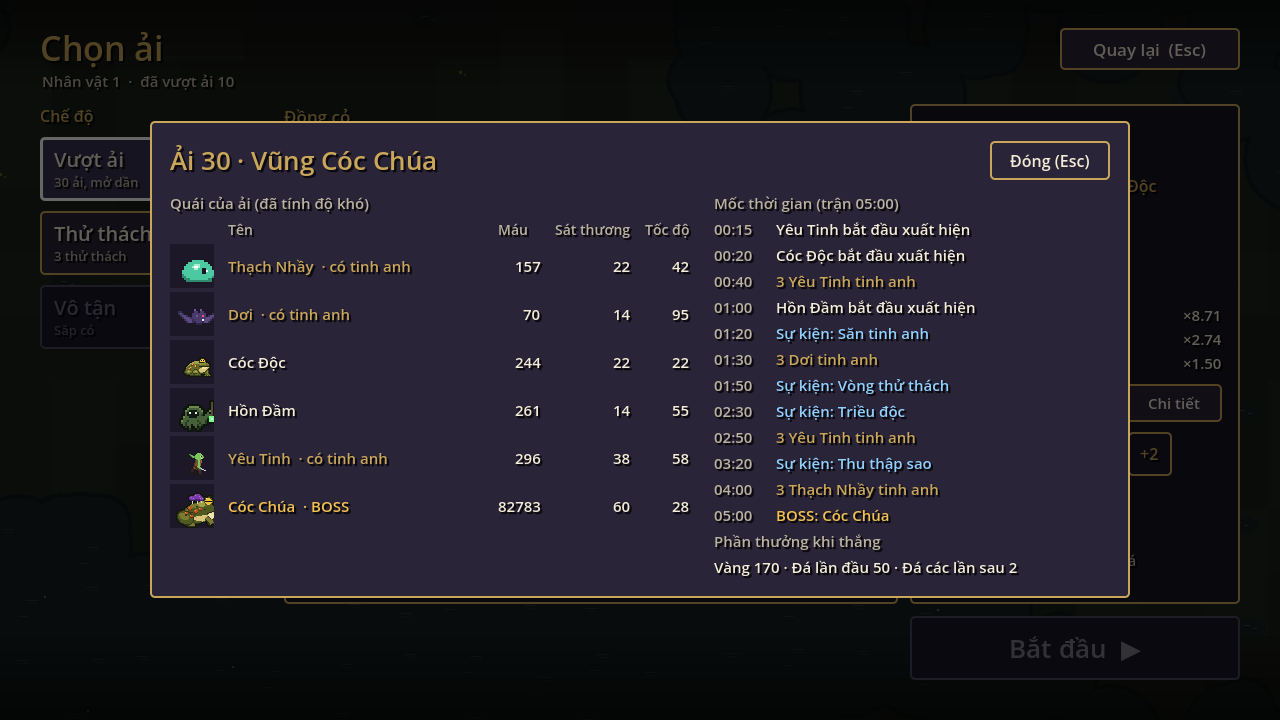 Chọn ải
Quay lại (Esc)
Nhân vật 1 · đã vượt ải 10
Chế độ
Đồng cỏ
Vượt ải
30 ải, mở dần
Thử thách
3 thử thách
Vô tận
Sắp có
Ải 30 · Vũng Cóc Chúa
Đóng (Esc)
Quái của ải (đã tính độ khó)
Tên Máu Sát thương Tốc độ
Thạch Nhầy · có tinh anh 157 22 42
Dơi · có tinh anh 70 14 95
Cóc Độc 244 22 22
Hồn Đầm 261 14 55
Yêu Tinh · có tinh anh 296 38 58
Cóc Chúa · BOSS 82783 60 28
Mốc thời gian (trận 05:00)
00:15 Yêu Tinh bắt đầu xuất hiện
00:20 Cóc Độc bắt đầu xuất hiện
00:40 3 Yêu Tinh tinh anh
01:00 Hồn Đầm bắt đầu xuất hiện
01:20 Sự kiện: Săn tinh anh
01:30 3 Dơi tinh anh
01:50 Sự kiện: Vòng thử thách
02:30 Sự kiện: Triều độc
02:50 3 Yêu Tinh tinh anh
03:20 Sự kiện: Thu thập sao
04:00 3 Thạch Nhầy tinh anh
05:00 BOSS: Cóc Chúa
Phần thưởng khi thắng
Vàng 170 · Đá lần đầu 50 · Đá các lần sau 2
Độc
×8.71
×2.74
×1.50
Chi tiết
+2
Bắt đầu ▶